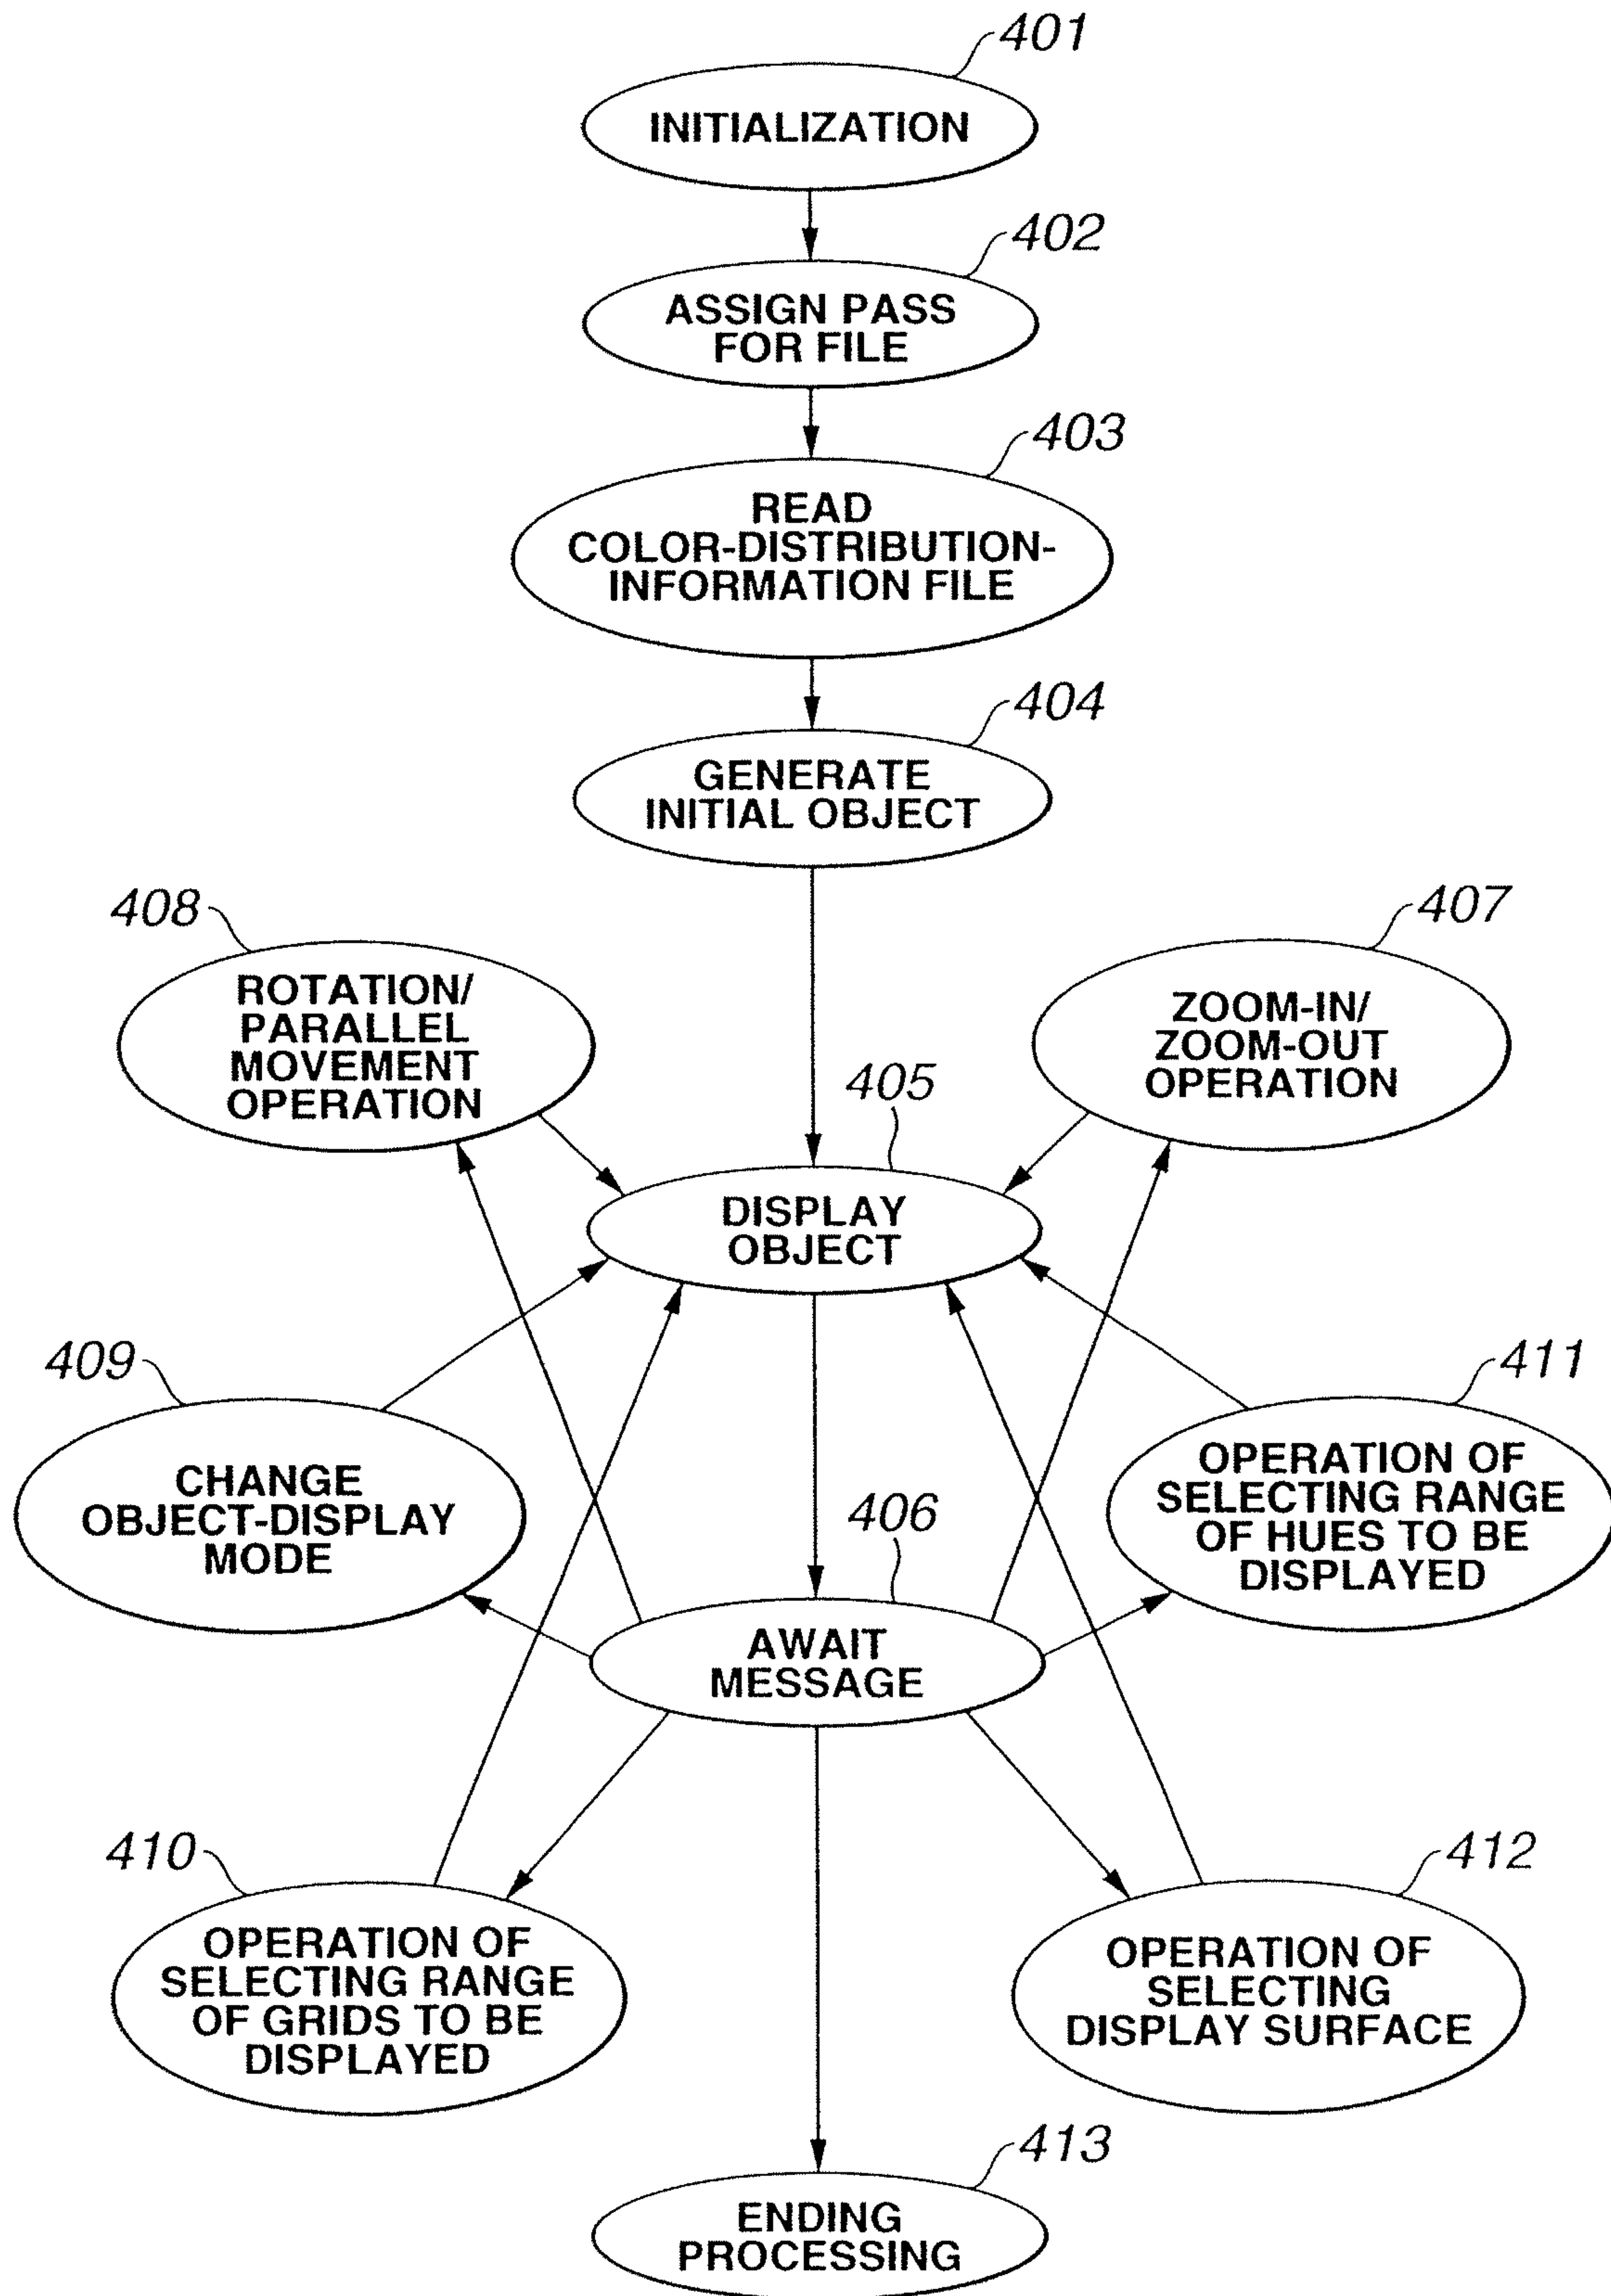 401
INITIALIZATION
402
ASSIGN PASS
FOR FILE
403
READ
COLOR-DISTRIBUTION-
INFORMATION FILE
404
GENERATE
INITIAL OBJECT
408
ROTATION/
PARALLEL
MOVEMENT
OPERATION
407
ZOOM-IN/
ZOOM-OUT
OPERATION
405
DISPLAY
OBJECT
409
CHANGE
OBJECT-DISPLAY
MODE
411
OPERATION OF
SELECTING RANGE
OF HUES TO BE
DISPLAYED
406
AWAIT
MESSAGE
410
OPERATION OF
SELECTING RANGE
OF GRIDS TO BE
DISPLAYED
412
OPERATION OF
SELECTING
DISPLAY SURFACE
413
ENDING
PROCESSING